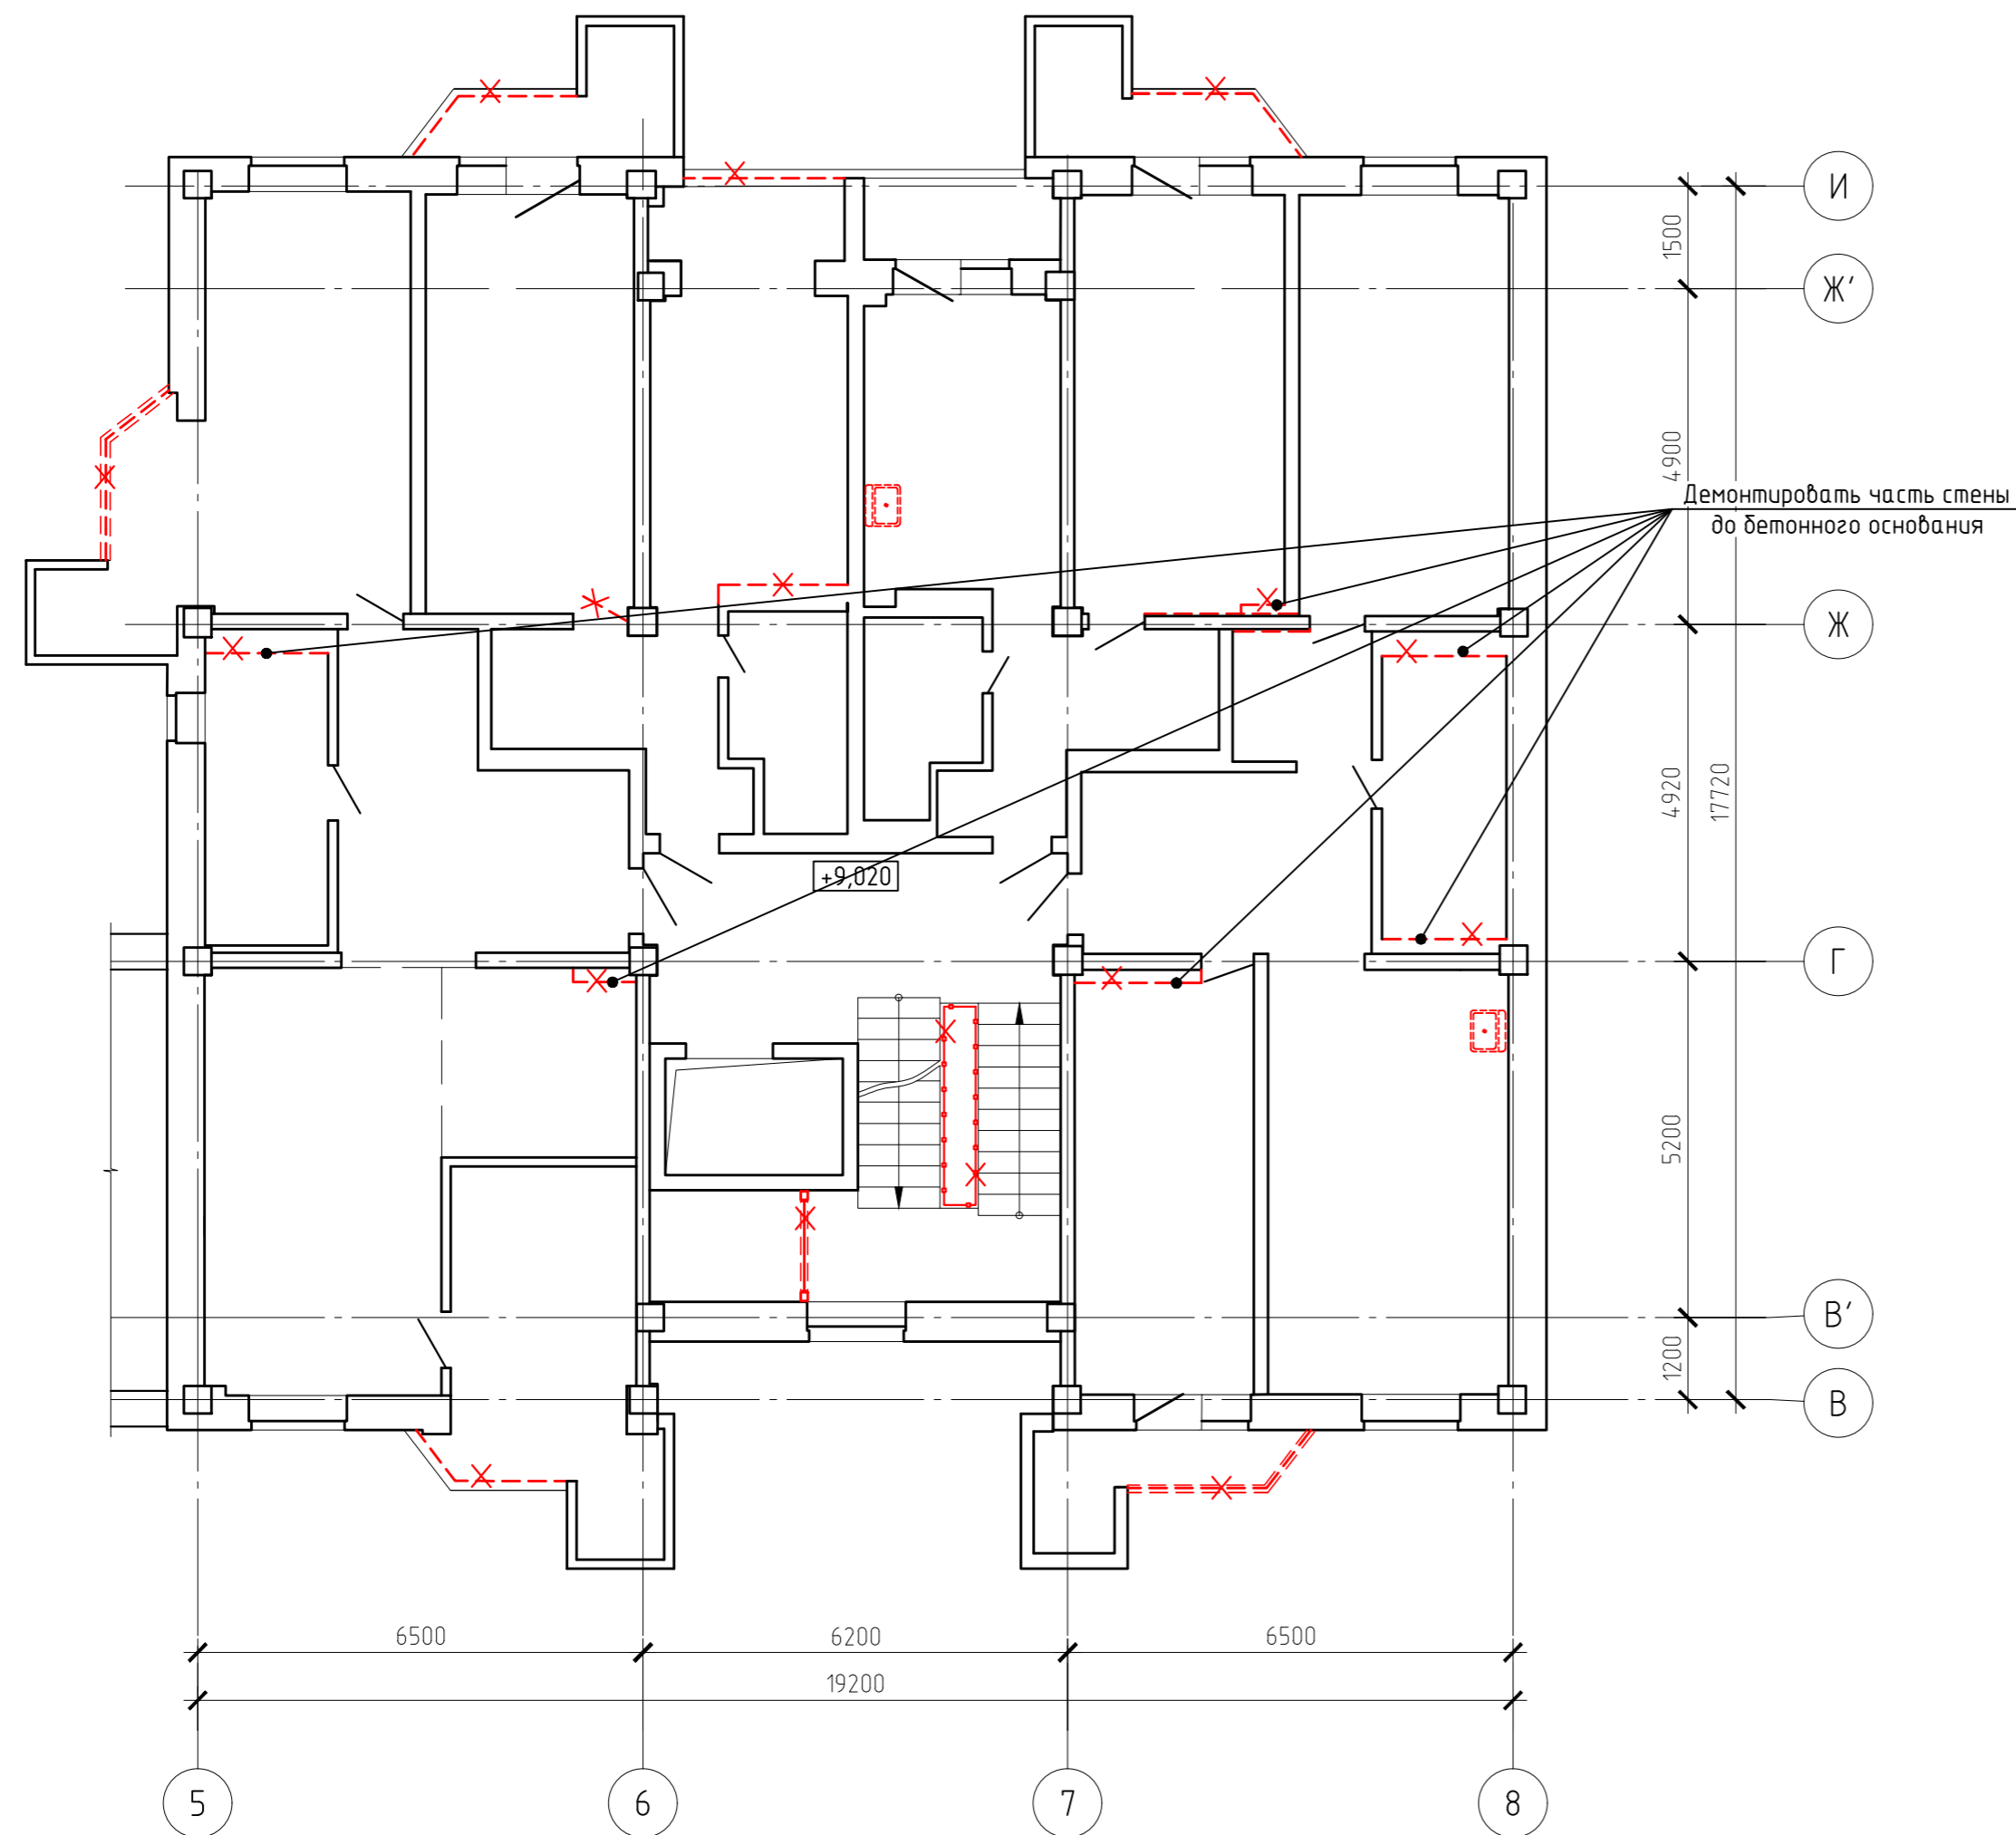 И
1500
Ж'
4900
Демонтировать часть стены
до бетонного основания
Ж
4920
17720
+9,020
Г
5200
В'
1200
В
6500
6200
6500
19200
5
6
7
8